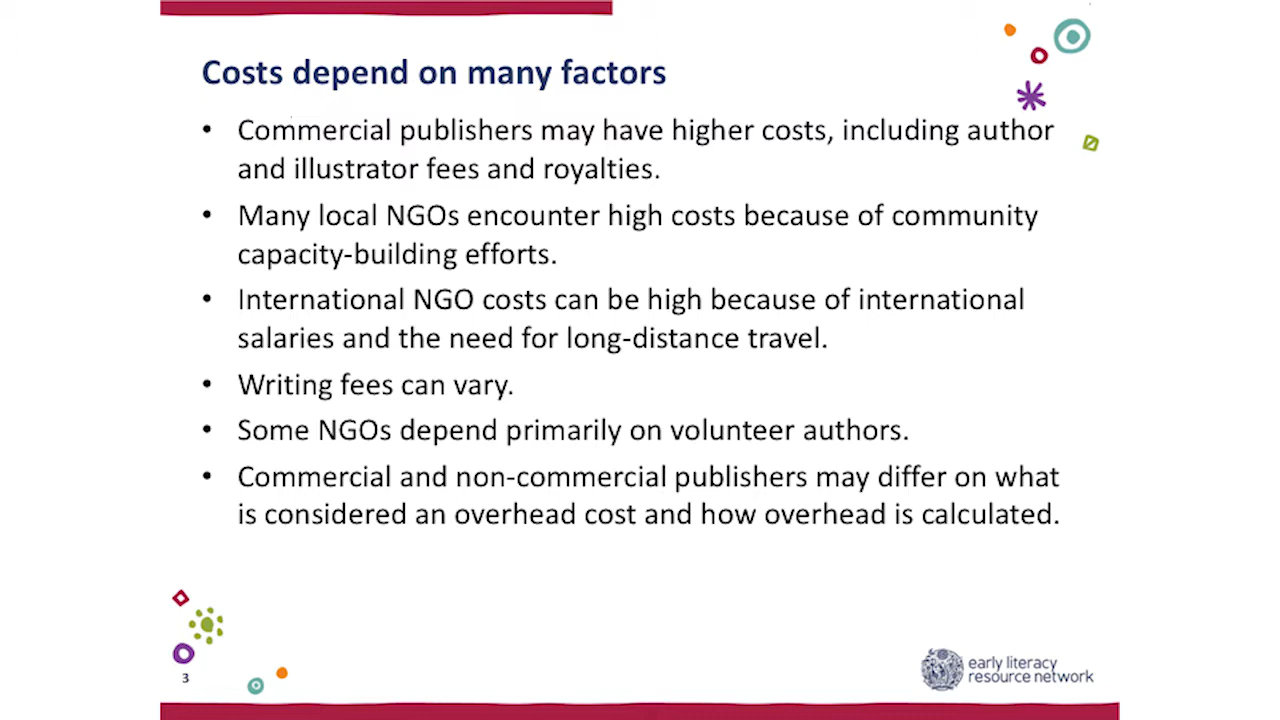 Costs depend on many factors
• Commercial publishers may have higher costs, including author
and illustrator fees and royalties.
• Many local NGOs encounter high costs because of community
capacity-building efforts.
• International NGO costs can be high because of international
salaries and the need for long-distance travel.
• Writing fees can vary.
• Some NGOs depend primarily on volunteer authors.
• Commercial and non-commercial publishers may differ on what
is considered an overhead cost and how overhead is calculated.
3
early literacy
resource network